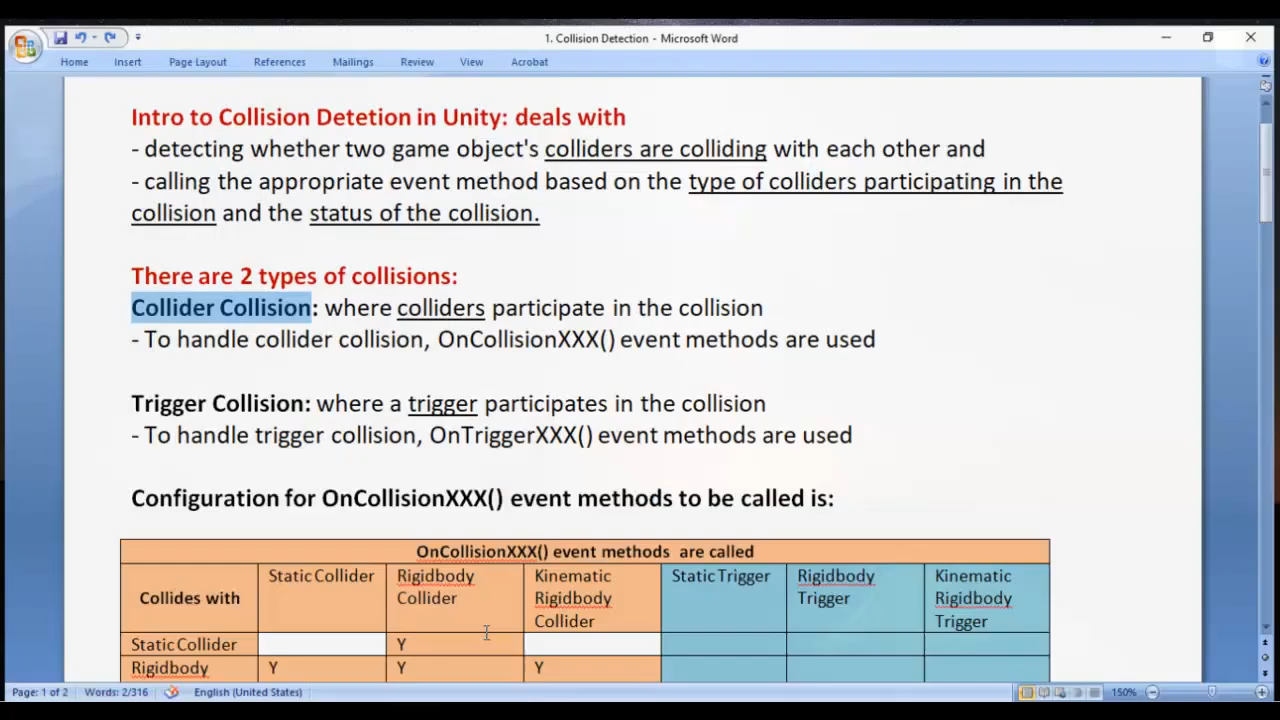 1. Collision Detection - Microsoft Word
Home Insert Page Layout References Mailings Review View Acrobat
Intro to Collision Detetion in Unity: deals with
- detecting whether two game object's colliders are colliding with each other and
- calling the appropriate event method based on the type of colliders participating in the
collision and the status of the collision.
There are 2 types of collisions:
Collider Collision: where colliders participate in the collision
- To handle collider collision, OnCollisionXXX() event methods are used
Trigger Collision: where a trigger participates in the collision
- To handle trigger collision, OnTriggerXXX() event methods are used
Configuration for OnCollisionXXX() event methods to be called is:
OnCollisionXXX() event methods are called
Collides with
Static Collider
Rigidbody
Collider
Kinematic
Rigidbody
Collider
Static Trigger
Rigidbody
Trigger
Kinematic
Rigidbody
Trigger
Static Collider Y
Rigidbody Y Y Y
Page: 1 of 2 Words: 2/316 English (United States) 150%